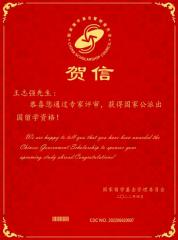 贺信
王志强先生：
恭喜您通过专家评审，获得国家公派出
国留学资格！
We are happy to tell you that you have been awarded the
Chinese Government Scholarship to sponsor your
upcoming study abroad. Congratulations!
国家留学基金管理委员会
CSC NO. 202206620007